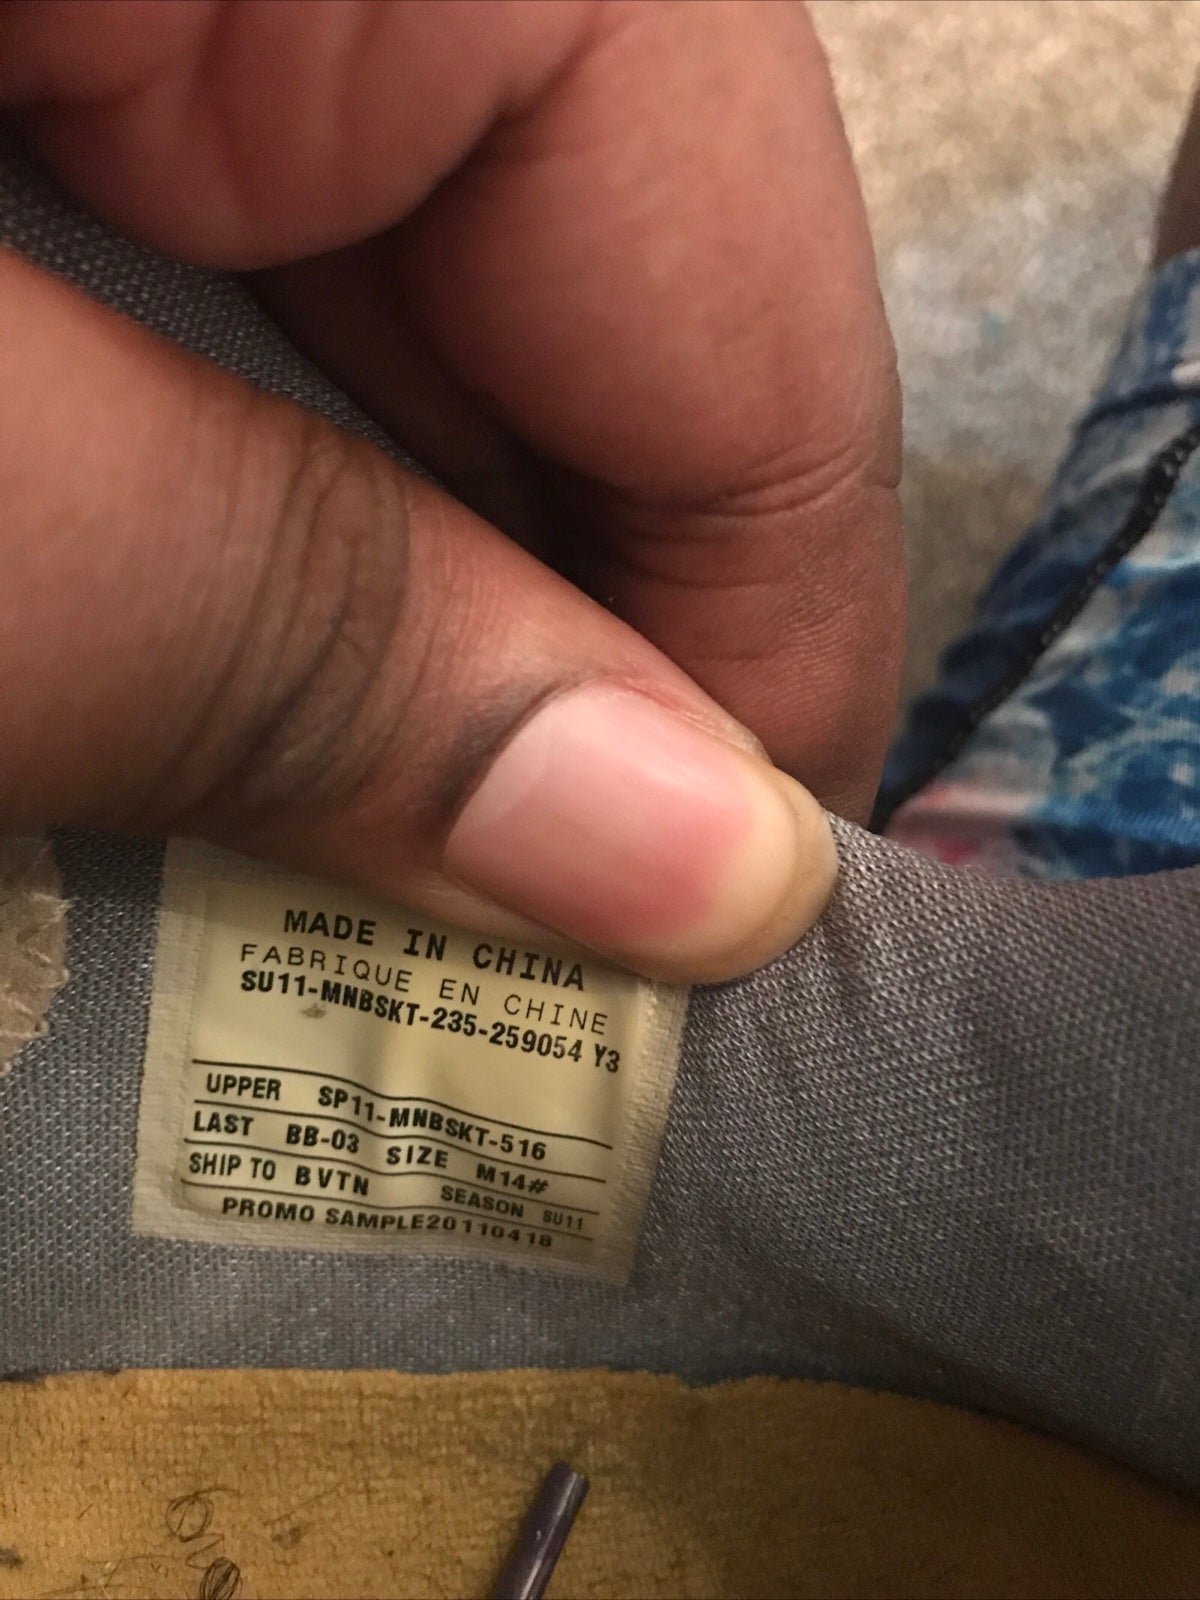 MADE IN CHINA
FABRIQUE EN CHINE
SU11-MNBSKT-235-259054 Y3
UPPER SP11-MNBSKT-516
LAST BB-03 SIZE M14#
SHIP TO BVTN SEASON SU11
PROMO SAMPLE20110418